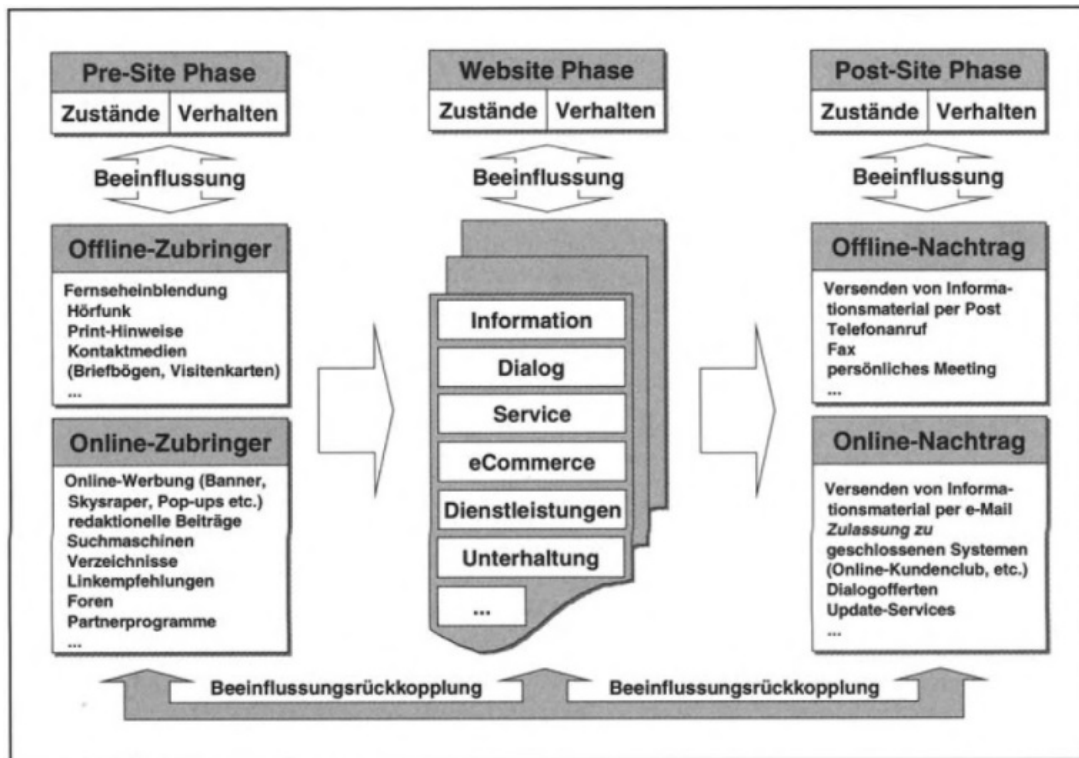 Pre-Site Phase
Zustände Verhalten
Beeinflussung
Offline-Zubringer
Fernseheinblendung
Hörfunk
Print-Hinweise
Kontaktmedien
(Briefbögen, Visitenkarten)
...
Online-Zubringer
Online-Werbung (Banner,
Skysraper, Pop-ups etc.)
redaktionelle Beiträge
Suchmaschinen
Verzeichnisse
Linkempfehlungen
Foren
Partnerprogramme
...
Website Phase
Zustände Verhalten
Beeinflussung
Information
Dialog
Service
eCommerce
Dienstleistungen
Unterhaltung
...
Post-Site Phase
Zustände Verhalten
Beeinflussung
Offline-Nachtrag
Versenden von Informa-
tionsmaterial per Post
Telefonanruf
Fax
persönliches Meeting
...
Online-Nachtrag
Versenden von Informa-
tionsmaterial per e-Mail
Zulassung zu
geschlossenen Systemen
(Online-Kundenclub, etc.)
Dialogofferten
Update-Services
...
Beeinflussungsrückkopplung
Beeinflussungsrückkopplung